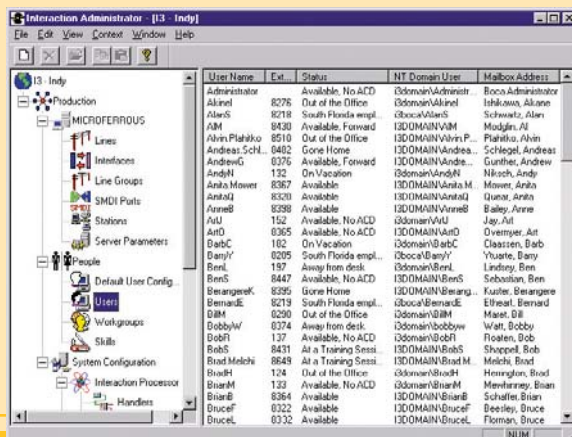 Interaction Administrator - [I3 - Indy]
File Edit View Context Window Help
I3 - Indy
Production
MICROFERROUS
Lines
Interfaces
Line Groups
SMDI Ports
Stations
Server Parameters
People
Default User Config...
Users
Workgroups
Skills
System Configuration
Interaction Processor
Handlers
User Name Ext... Status NT Domain User Mailbox Address
Administrator Available, No ACD i3domain\Administr... Boca Administrator
Akinel 8276 Out of the Office i3domain\Akinel Ishikawa, Akane
AlanS 8218 South Florida empl... i3boca\AlanS Schwartz, Alan
AlM 8430 Available, Forward I3DOMAIN\AlM Modglin, Al
Alvin.Plahitko 8510 Out of the Office I3DOMAIN\Alvin.P... Plahitko, Alvin
Andreas.Schl... 8402 Gone Home I3DOMAIN\Andrea... Schlegel, Andreas
AndrewG 8376 Available, Forward I3DOMAIN\Andre... Gunther, Andrew
AndyN 132 On Vacation i3domain\AndyN Niksch, Andy
Anita.Mower 8367 Available I3DOMAIN\Anita.M... Mower, Anita
AnitaQ 8320 Available I3DOMAIN\AnitaQ Quear, Anita
AnneB 8398 Available I3DOMAIN\AnneB Bailey, Anne
ArtJ 152 Available, No ACD i3domain\ArtJ Jay, Art
ArtO 8365 Available, No ACD I3DOMAIN\ArtO Overmyer, Art
BarbC 182 On Vacation i3domain\BarbC Claassen, Barb
BarryY 8205 South Florida empl... i3boca\BarryY Ytuarte, Barry
BenL 197 Away from desk i3domain\BenL Lindsey, Ben
BenS 8447 Available, No ACD I3DOMAIN\BenS Sebastian, Ben
BerangereK 8395 Gone Home I3DOMAIN\Berang... Kuster, Berangere
BernardE 8219 South Florida empl... i3boca\BernardE Etheart, Bernard
BillM 8290 Out of the Office i3domain\BillM Maret, Bill
BobbyW 8374 Away from desk i3domain\bobbyw Watt, Bobby
BobR 137 Available, No ACD i3domain\BobR Roaten, Bob
BobS 8431 At a Training Sessi... I3DOMAIN\BobS Shappell, Bob
Brad.Melchi 8649 At a Training Sessi... I3DOMAIN\Brad.M... Melchi, Brad
BradH 124 Out of the Office i3domain\BradH Herrington, Brad
BrianM 133 Available, No ACD i3domain\BrianM Mewhinney, Brian
BrianB 8364 Available I3DOMAIN\BrianB Schaffer, Brian
BruceF 8322 Available I3DOMAIN\BruceF Beesley, Bruce
BruceL 8332 Available I3DOMAIN\BruceL Florman, Bruce
NUM